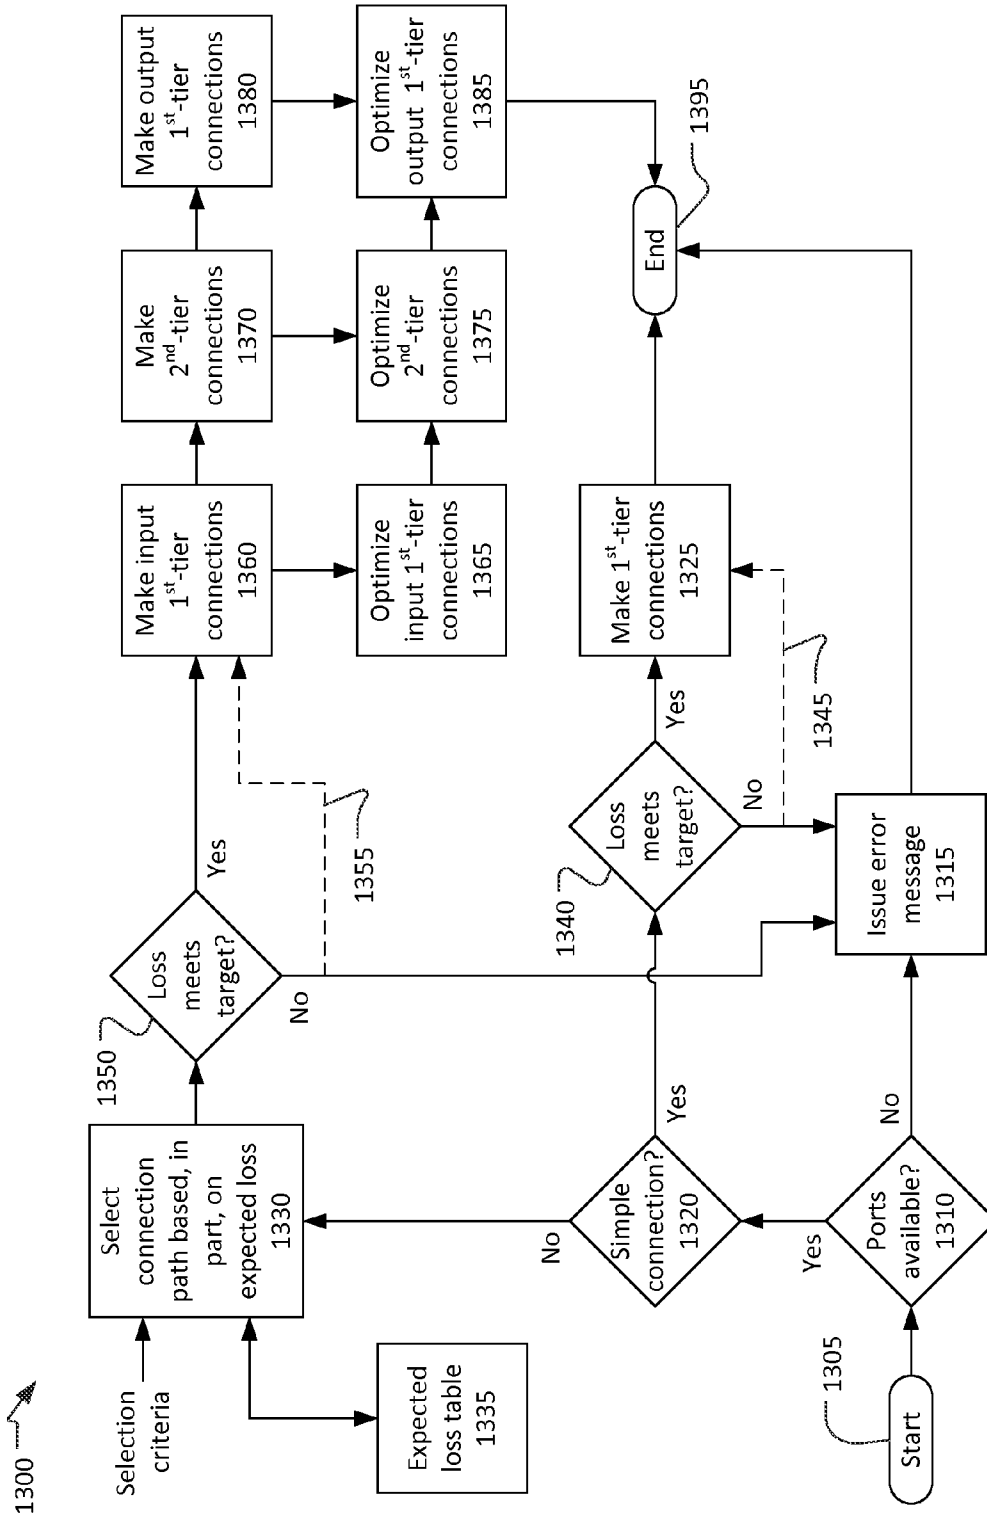 1300
Selection
criteria
Select
connection
path based, in
part, on
expected loss
1330
Expected
loss table
1335
1350
Loss
meets
target?
Yes
No
1355
Make input
1st-tier
connections
1360
Make
2nd-tier
connections
1370
Make output
1st-tier
connections
1380
Optimize
input 1st-tier
connections
1365
Optimize
2nd-tier
connections
1375
Optimize
output 1st-tier
connections
1385
Simple
connection?
1320
No
Yes
1340
Loss
meets
target?
Yes
No
1345
Make 1st-tier
connections
1325
End
1395
1305
Start
Ports
available?
1310
Yes
No
Issue error
message
1315